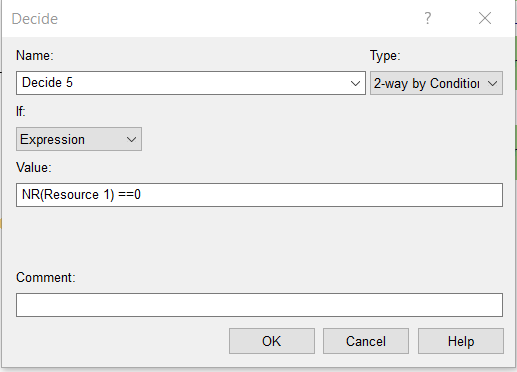 Decide ?
Name: Type:
Decide 5 2-way by Condition
If:
Expression
Value:
NR(Resource 1) ==0
Comment:
OK Cancel Help